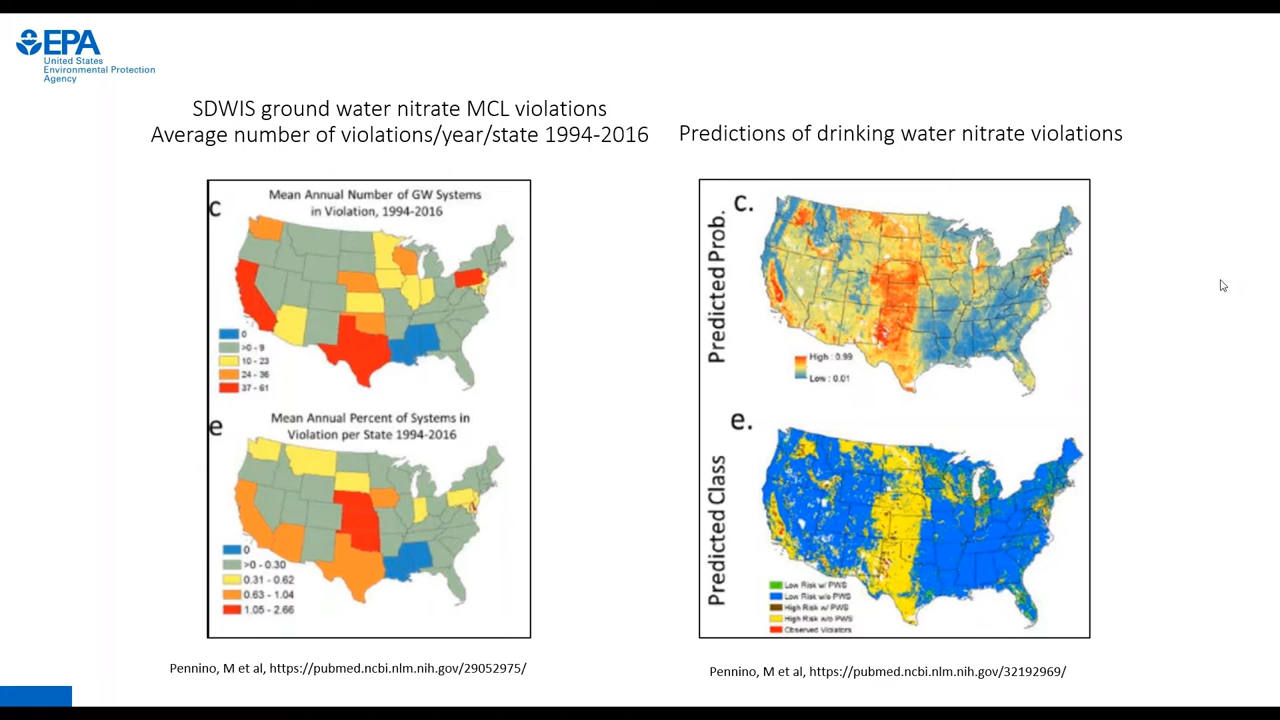 EPA
United States
Environmental Protection
Agency
SDWIS ground water nitrate MCL violations
Average number of violations/year/state 1994-2016
Predictions of drinking water nitrate violations
c
Mean Annual Number of GW Systems
in Violation, 1994-2016
0
>0 - 9
10 - 23
24 - 36
37 - 61
e
Mean Annual Percent of Systems in
Violation per State 1994-2016
0
>0 - 0.30
0.31 - 0.62
0.63 - 1.04
1.05 - 2.66
c.
Predicted Prob.
High : 0.99
Low : 0.01
e.
Predicted Class
Low Risk w/ PWS
Low Risk w/o PWS
High Risk w/ PWS
High Risk w/o PWS
Observed Violators
Pennino, M et al, https://pubmed.ncbi.nlm.nih.gov/29052975/
Pennino, M et al, https://pubmed.ncbi.nlm.nih.gov/32192969/